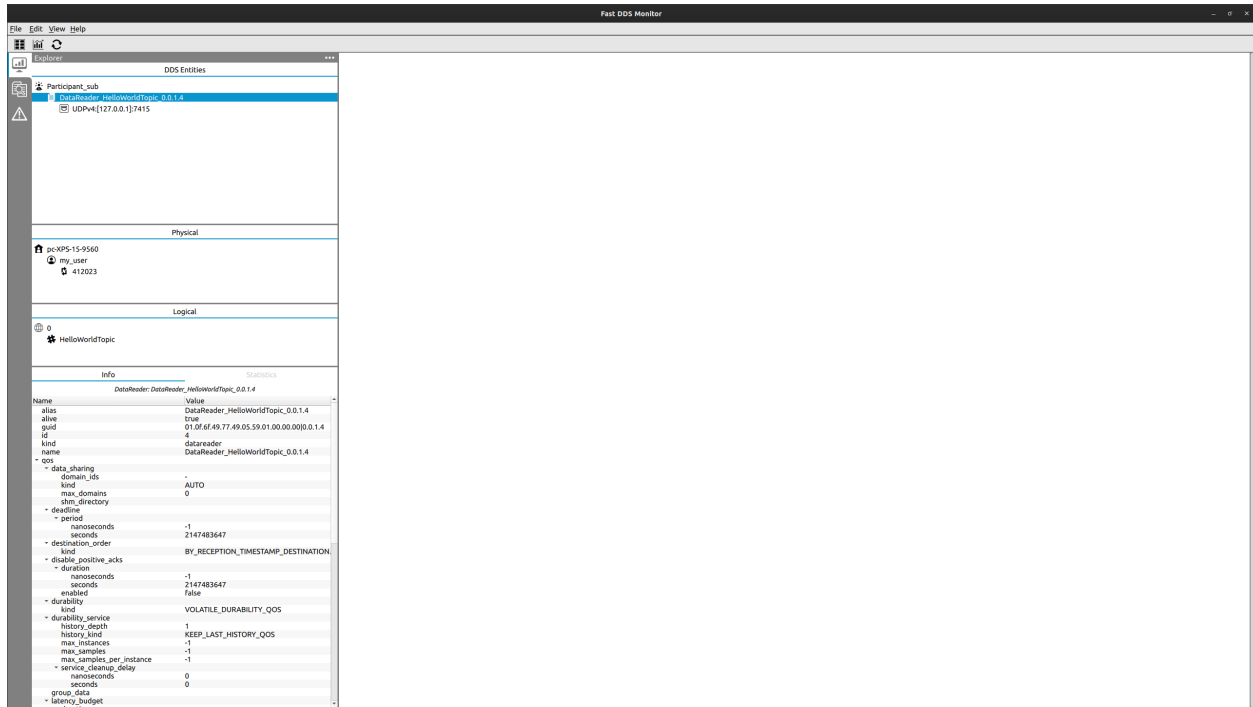 Fast DDS Monitor
File Edit View Help
Explorer
DDS Entities
Participant_sub
DataReader_HelloWorldTopic_0.0.1.4
UDPv4:[127.0.0.1]:7415
Physical
pc-XPS-15-9560
my_user
412023
Logical
0
HelloWorldTopic
Info Statistics
DataReader: DataReader_HelloWorldTopic_0.0.1.4
Name Value
alias DataReader_HelloWorldTopic_0.0.1.4
alive true
guid 01.0f.6f.49.77.49.05.59.01.00.00.00|0.0.1.4
id 4
kind datareader
name DataReader_HelloWorldTopic_0.0.1.4
qos
data_sharing
domain_ids -
kind AUTO
max_domains 0
shm_directory
deadline
period
nanoseconds -1
seconds 2147483647
destination_order
kind BY_RECEPTION_TIMESTAMP_DESTINATION.
disable_positive_acks
duration
nanoseconds -1
seconds 2147483647
enabled false
durability
kind VOLATILE_DURABILITY_QOS
durability_service
history_depth 1
history_kind KEEP_LAST_HISTORY_QOS
max_instances -1
max_samples -1
max_samples_per_instance -1
service_cleanup_delay
nanoseconds 0
seconds 0
group_data
latency_budget